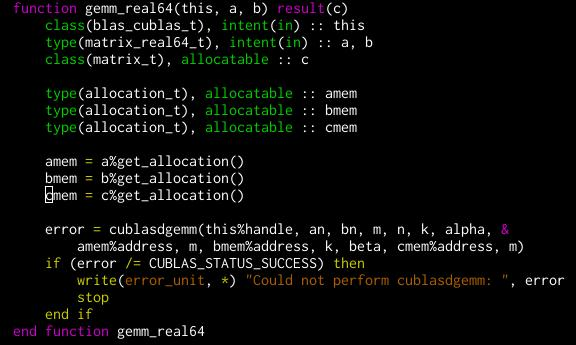 function gemm_real64(this, a, b) result(c)
    class(blas_cublas_t), intent(in) :: this
    type(matrix_real64_t), intent(in) :: a, b
    class(matrix_t), allocatable :: c

    type(allocation_t), allocatable :: amem
    type(allocation_t), allocatable :: bmem
    type(allocation_t), allocatable :: cmem

    amem = a%get_allocation()
    bmem = b%get_allocation()
    cmem = c%get_allocation()

    error = cublasdgemm(this%handle, an, bn, m, n, k, alpha, &
        amem%address, m, bmem%address, k, beta, cmem%address, m)
    if (error /= CUBLAS_STATUS_SUCCESS) then
        write(error_unit, *) "Could not perform cublasdgemm: ", error
        stop
    end if
end function gemm_real64